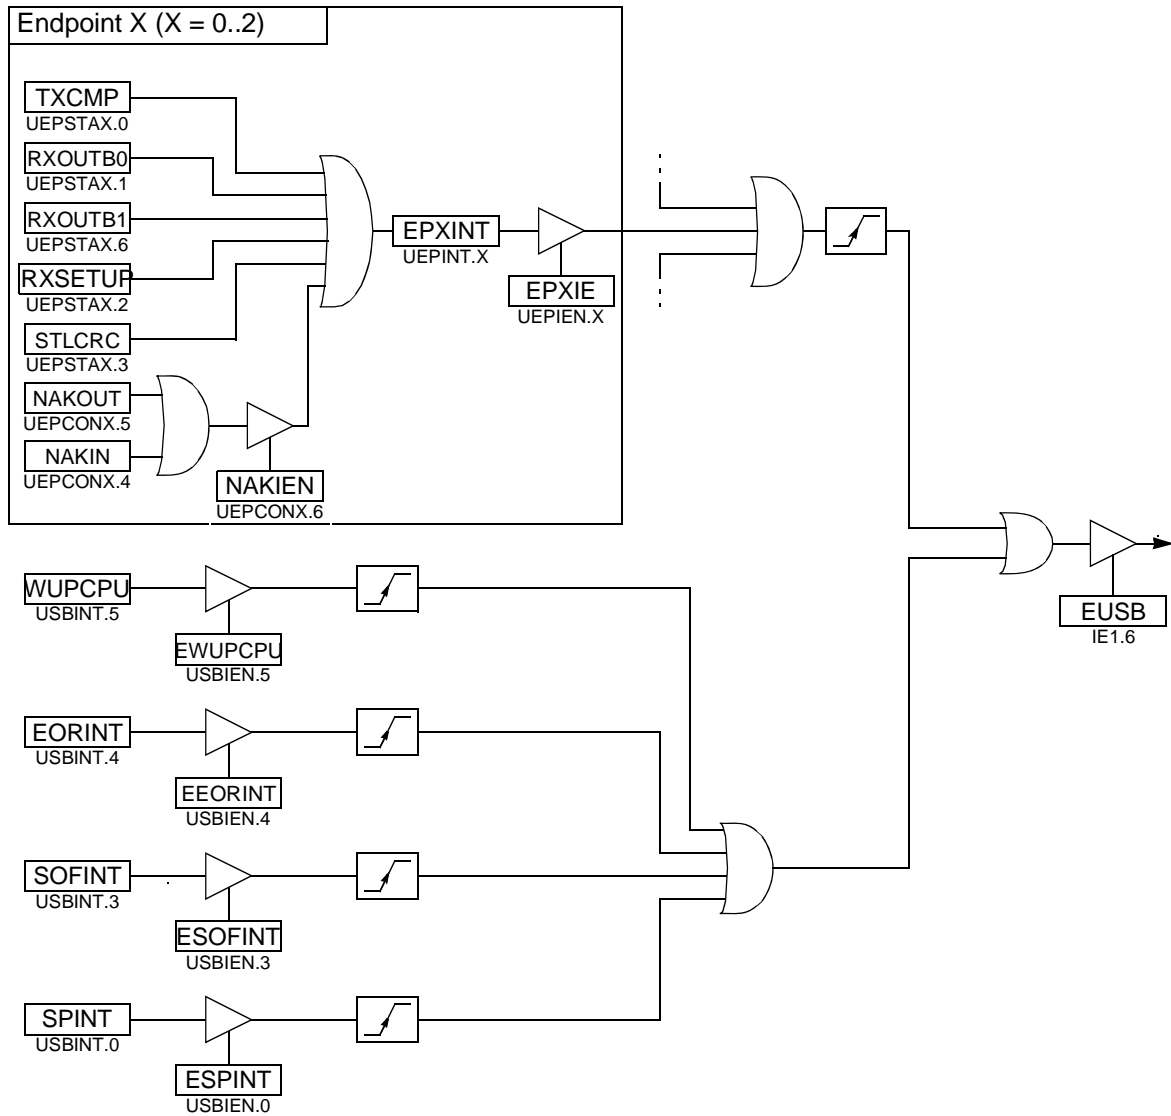 Endpoint X (X = 0..2)
TXCMP
UEPSTAX.0
RXOUTB0
UEPSTAX.1
RXOUTB1
UEPSTAX.6
RXSETUP
UEPSTAX.2
STLCRC
UEPSTAX.3
NAKOUT
UEPCONX.5
NAKIN
UEPCONX.4
NAKIEN
UEPCONX.6
EPXINT
UEPINT.X
EPXIE
UEPIEN.X
WUPCPU
USBINT.5
EWUPCPU
USBIEN.5
EUSB
IE1.6
EORINT
USBINT.4
EEORINT
USBIEN.4
SOFINT
USBINT.3
ESOFINT
USBIEN.3
SPINT
USBINT.0
ESPINT
USBIEN.0